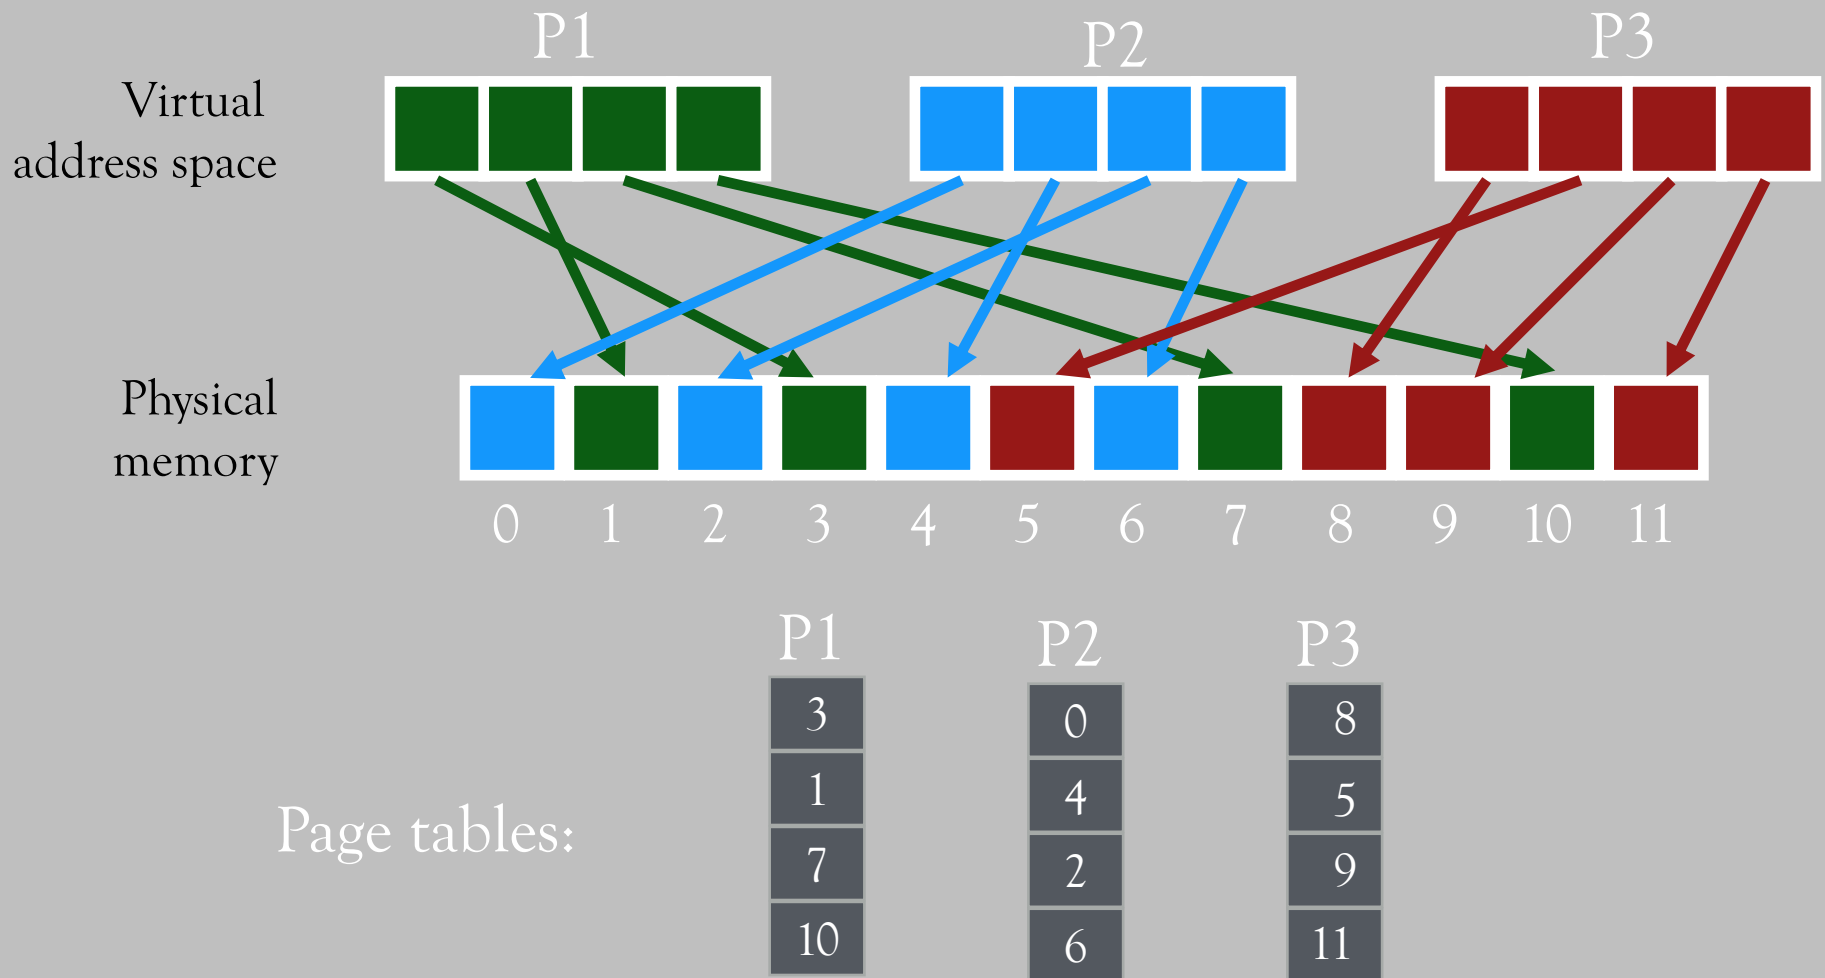 P1 P2 P3
Virtual
address space
Physical
memory
0 1 2 3 4 5 6 7 8 9 10 11
P1 P2 P3
3 0 8
1 4 5
Page tables:
7 2 9
10 6 11